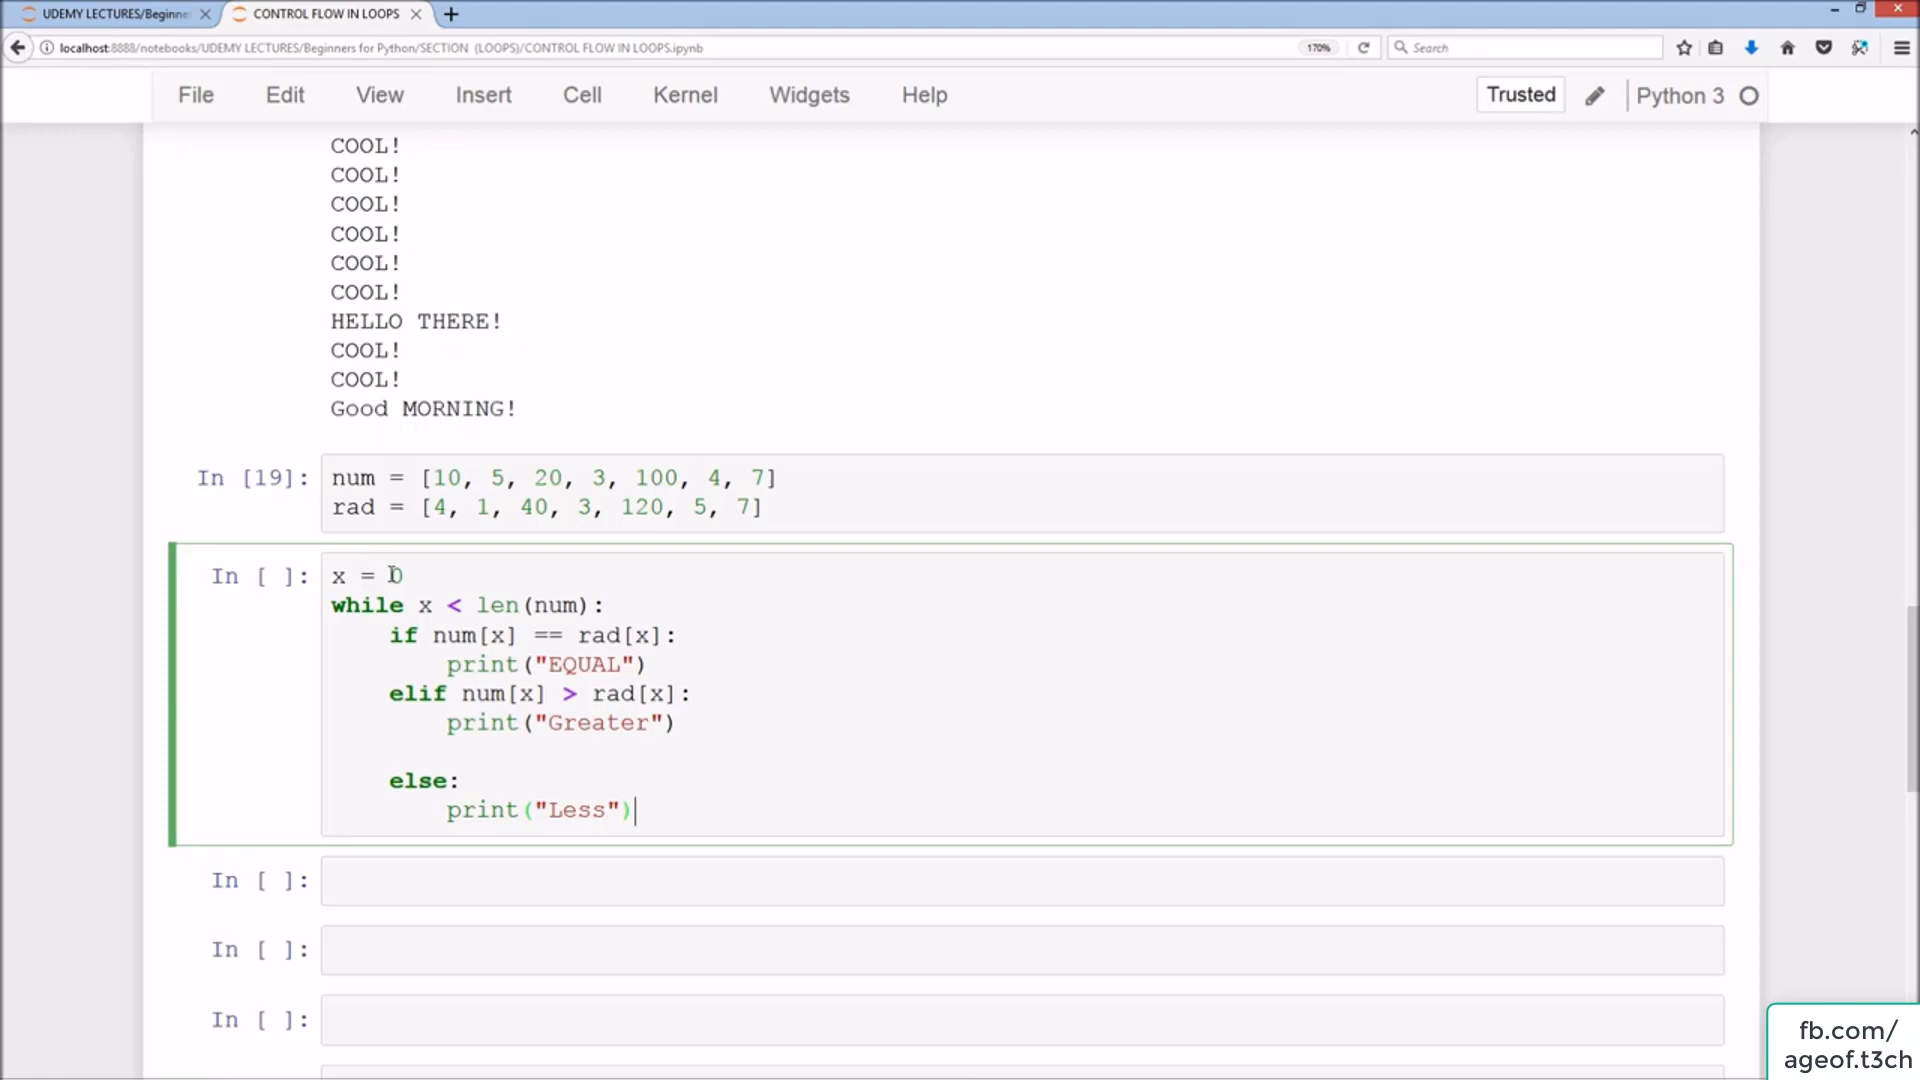 UDEMY LECTURES/Beginne
CONTROL FLOW IN LOOPS
localhost:8888/notebooks/UDEMY LECTURES/Beginners for Python/SECTION (LOOPS)/CONTROL FLOW IN LOOPS.ipynb
170%
Search
File Edit View Insert Cell Kernel Widgets Help
Trusted
Python 3
COOL!
COOL!
COOL!
COOL!
COOL!
COOL!
HELLO THERE!
COOL!
COOL!
Good MORNING!
In [19]: num = [10, 5, 20, 3, 100, 4, 7]
rad = [4, 1, 40, 3, 120, 5, 7]
In [ ]: x = 0
while x < len(num):
    if num[x] == rad[x]:
        print("EQUAL")
    elif num[x] > rad[x]:
        print("Greater")
    else:
        print("Less")
In [ ]:
In [ ]:
In [ ]:
fb.com/
ageof.t3ch